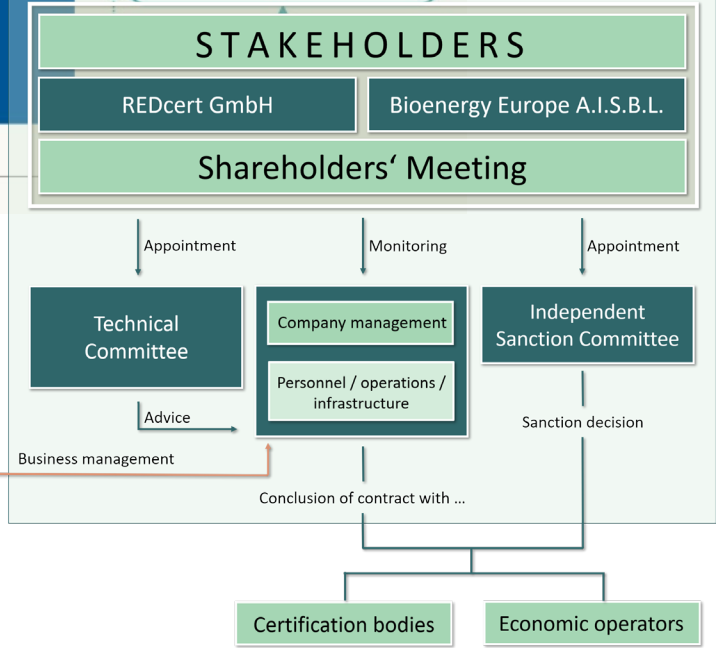 STAKEHOLDERS
REDcert GmbH
Bioenergy Europe A.I.S.B.L.
Shareholders‘ Meeting
Appointment
Monitoring
Appointment
Technical
Committee
Company management
Personnel / operations /
infrastructure
Independent
Sanction Committee
Advice
Sanction decision
Business management
Conclusion of contract with ...
Certification bodies
Economic operators